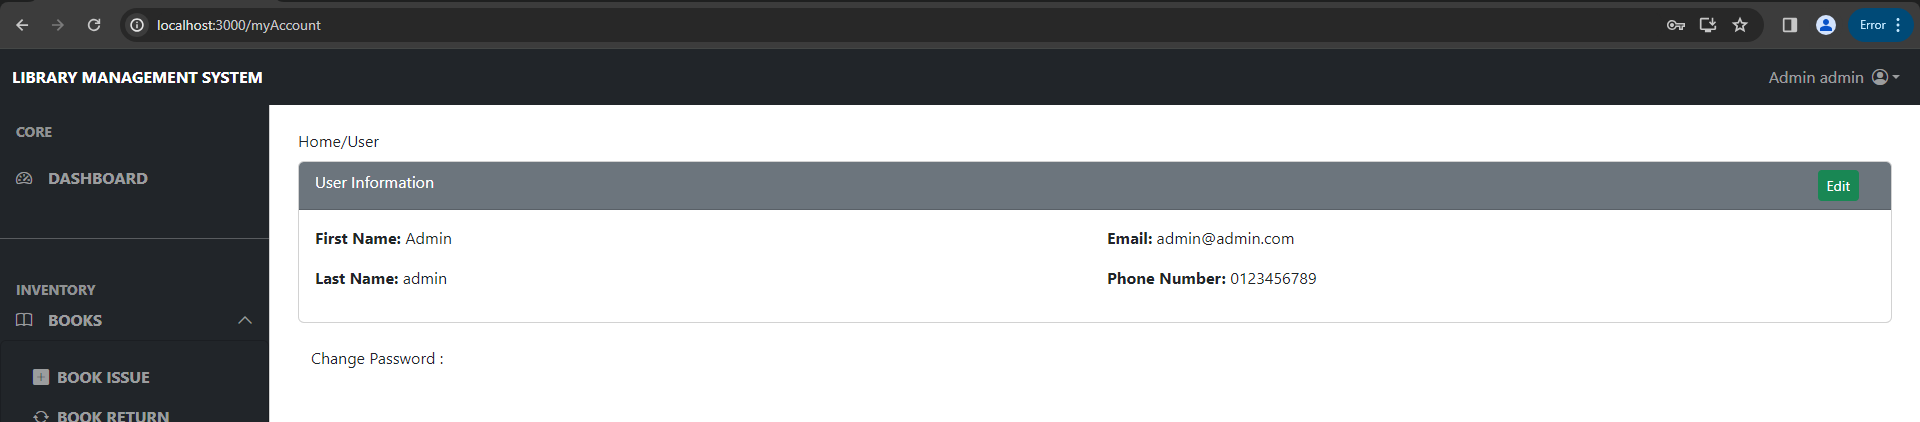 localhost:3000/myAccount
Error
LIBRARY MANAGEMENT SYSTEM
Admin admin
CORE
DASHBOARD
INVENTORY
BOOKS
BOOK ISSUE
BOOK RETURN
Home/User
User Information
Edit
First Name: Admin
Email: admin@admin.com
Last Name: admin
Phone Number: 0123456789
Change Password :